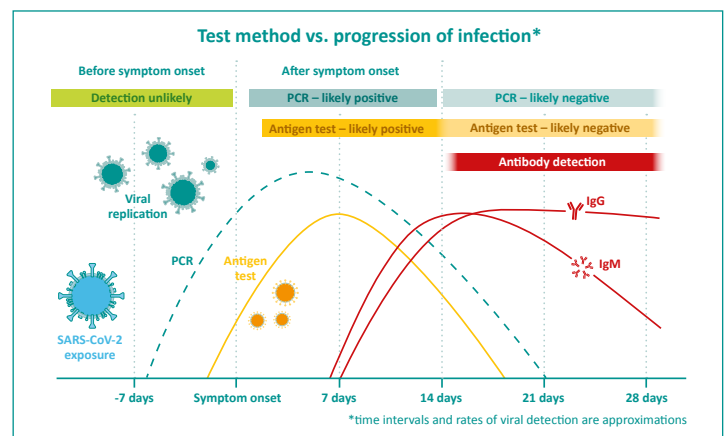 Test method vs. progression of infection*
Before symptom onset
After symptom onset
Detection unlikely
PCR – likely positive
PCR – likely negative
Antigen test – likely positive
Antigen test – likely negative
Antibody detection
Viral
replication
IgG
PCR
Antigen
test
IgM
SARS-CoV-2
exposure
-7 days
Symptom onset
7 days
14 days
21 days
28 days
*time intervals and rates of viral detection are approximations